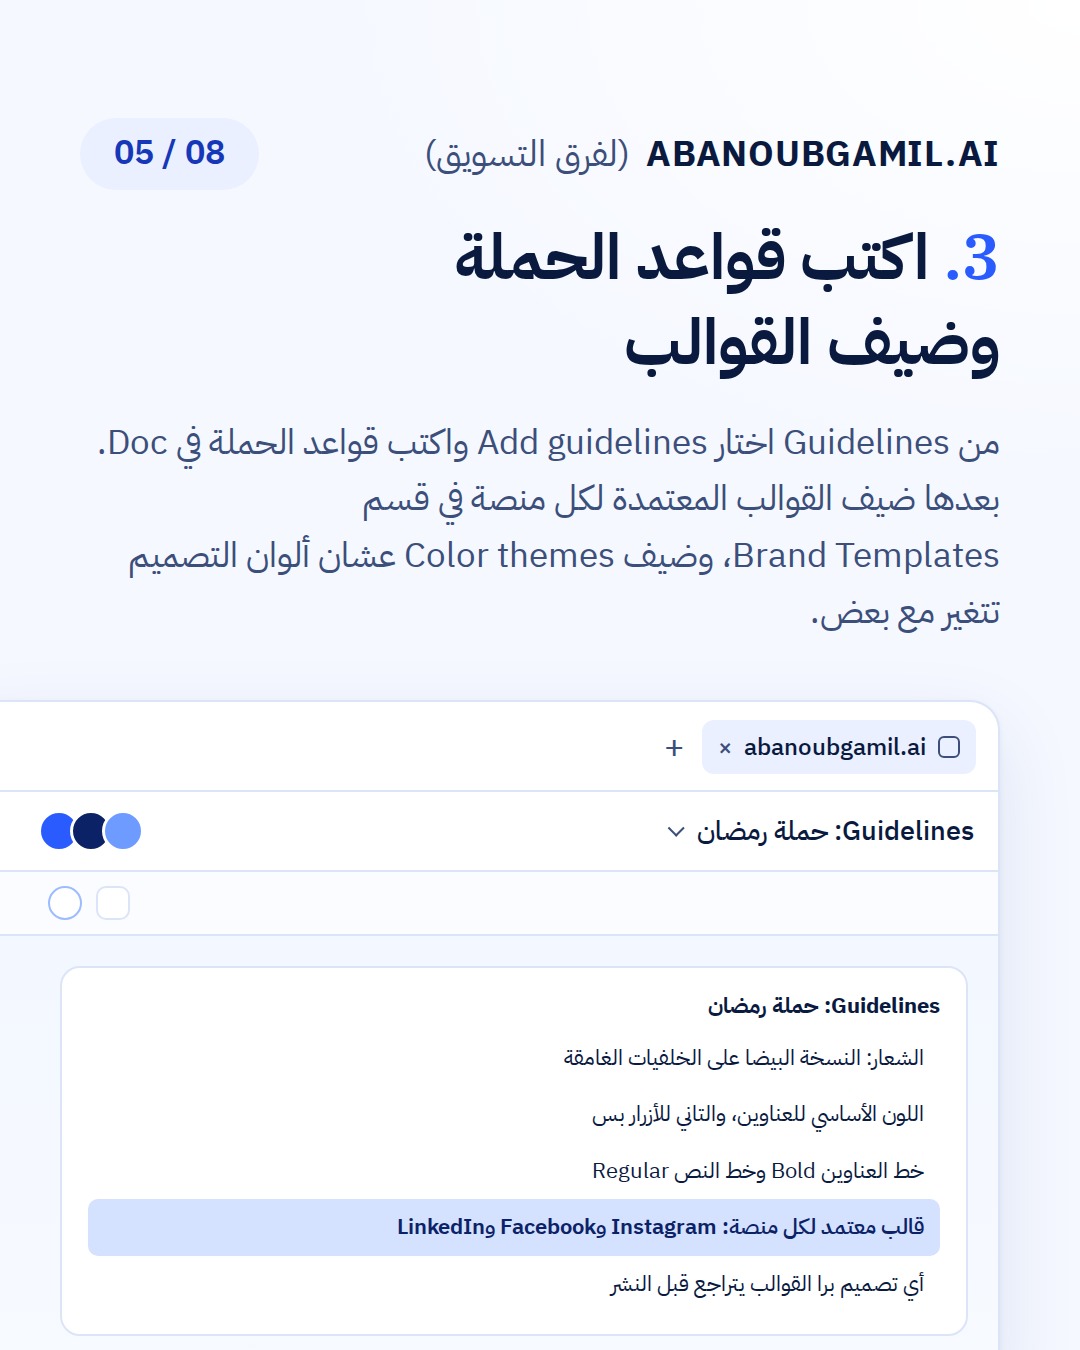 ABANOUBGAMIL.AI (لفرق التسويق)
05 / 08
3. اكتب قواعد الحملة
وضيف القوالب
من Guidelines اختار Add guidelines واكتب قواعد الحملة في Doc.
بعدها ضيف القوالب المعتمدة لكل منصة في قسم
Brand Templates، وضيف Color themes عشان ألوان التصميم
تتغير مع بعض.
abanoubgamil.ai × +
Guidelines: حملة رمضان
Guidelines: حملة رمضان
الشعار: النسخة البيضا على الخلفيات الغامقة
اللون الأساسي للعناوين، والتاني للأزرار بس
خط العناوين Bold وخط النص Regular
قالب معتمد لكل منصة: Instagram وFacebook وLinkedIn
أي تصميم برا القوالب يتراجع قبل النشر